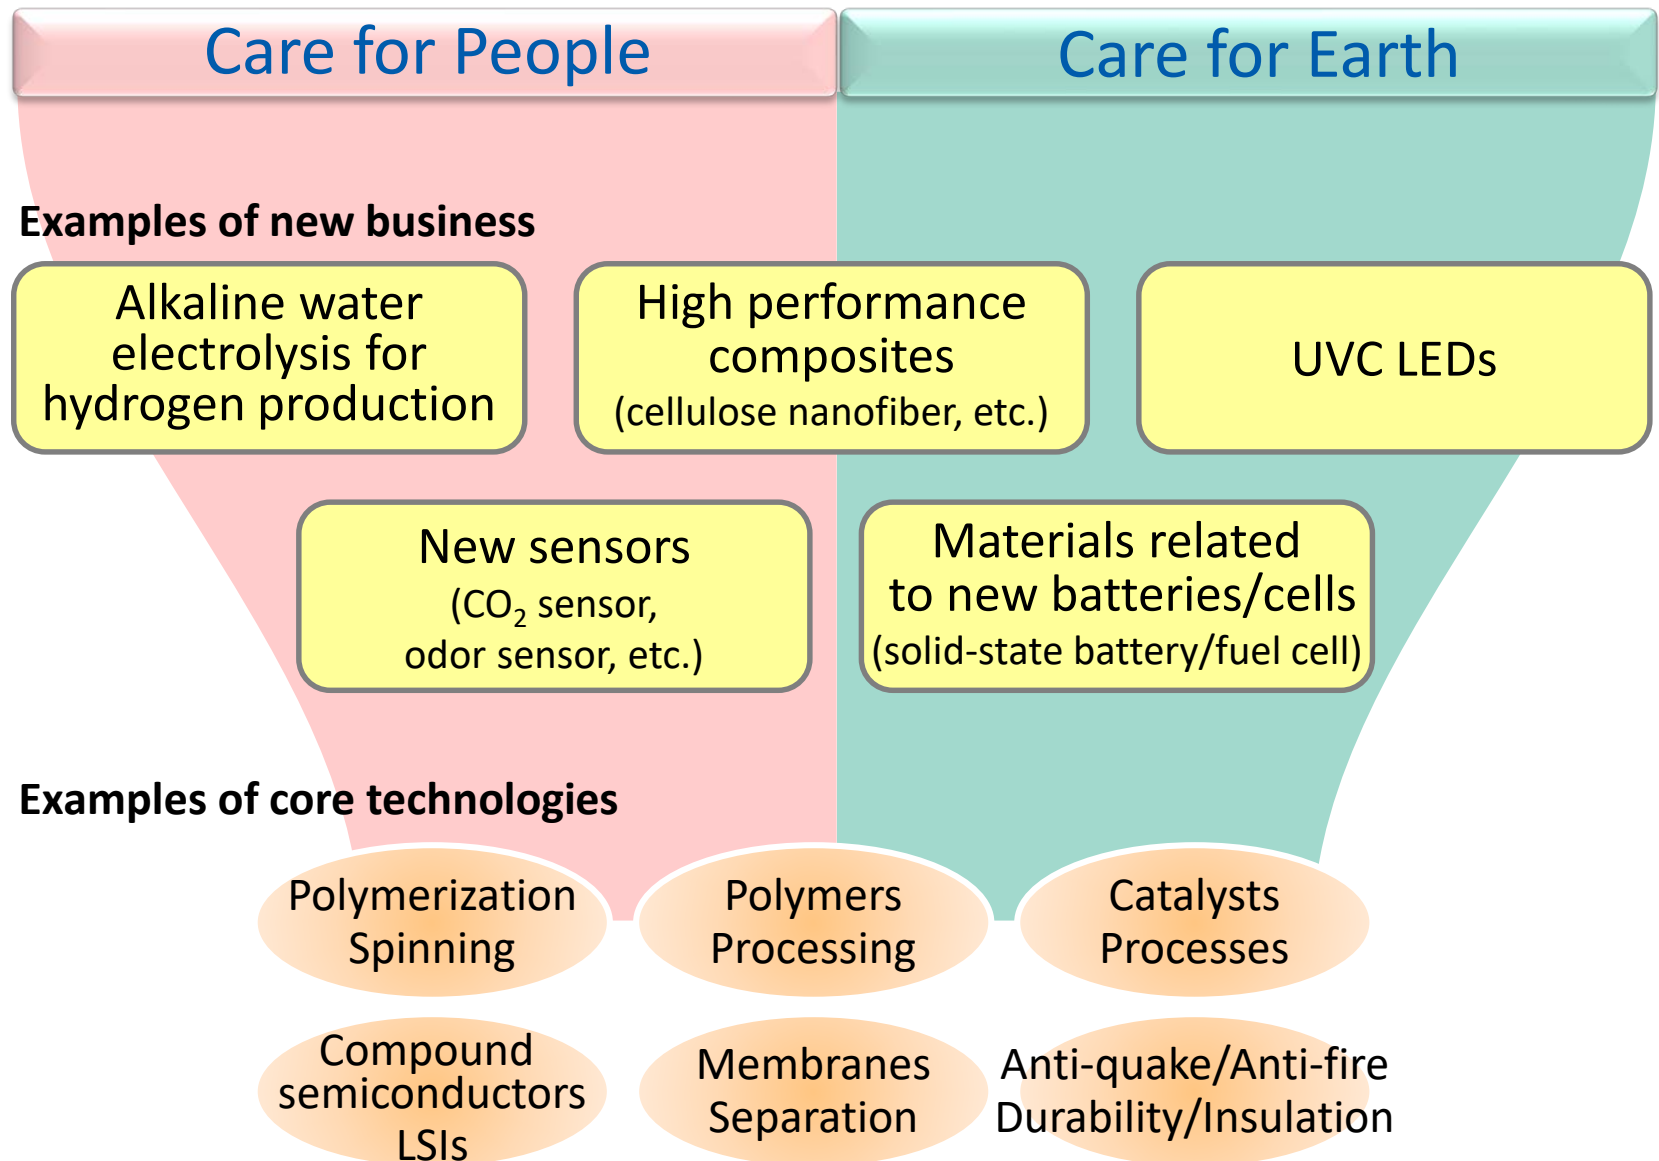 Care for People
Care for Earth
Examples of new business
Alkaline water
electrolysis for
hydrogen production
High performance
composites
(cellulose nanofiber, etc.)
UVC LEDs
New sensors
(CO₂ sensor,
odor sensor, etc.)
Materials related
to new batteries/cells
(solid-state battery/fuel cell)
Examples of core technologies
Polymerization
Spinning
Polymers
Processing
Catalysts
Processes
Compound
semiconductors
LSIs
Membranes
Separation
Anti-quake/Anti-fire
Durability/Insulation